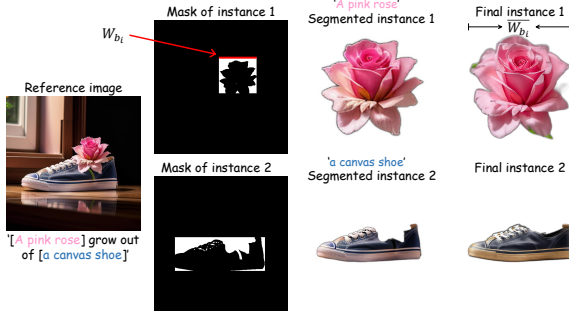 Mask of instance 1
'A pink rose'
Segmented instance 1
Final instance 1
W_{b_i}
\overline{W_{b_i}}
Reference image
'[A pink rose] grow out
of [a canvas shoe]'
Mask of instance 2
'a canvas shoe'
Segmented instance 2
Final instance 2